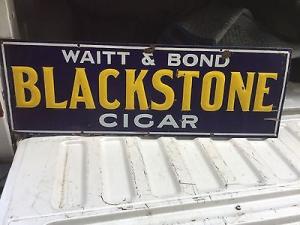 WAITT & BOND
BLACKSTONE
CIGAR